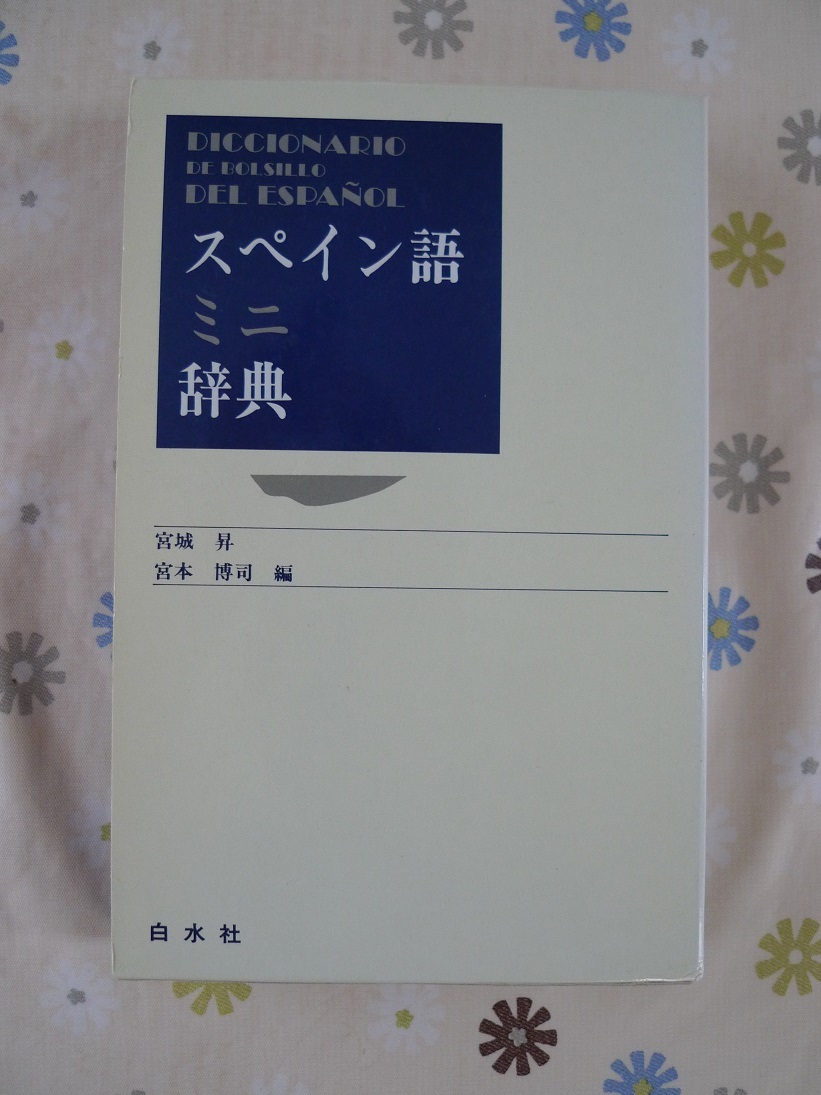 DICCIONARIO
DE BOLSILLO
DEL ESPAÑOL
スペイン語
ミニ
辞典
宮城 昇
宮本 博司 編
白水社